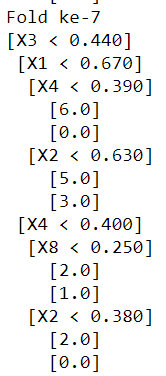 Fold ke-7
[X3 < 0.440]
 [X1 < 0.670]
  [X4 < 0.390]
   [6.0]
   [0.0]
  [X2 < 0.630]
   [5.0]
   [3.0]
 [X4 < 0.400]
  [X8 < 0.250]
   [2.0]
   [1.0]
  [X2 < 0.380]
   [2.0]
   [0.0]